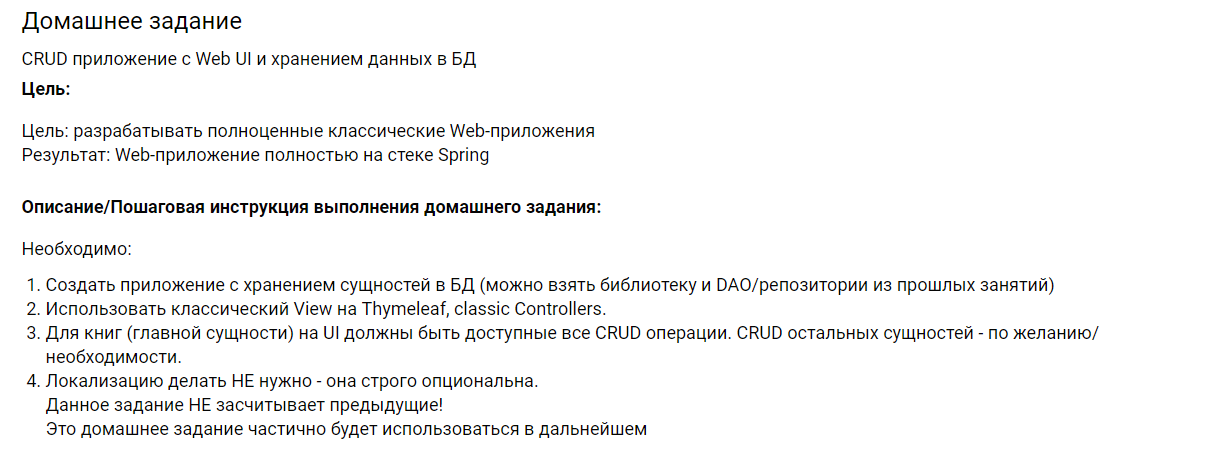 Домашнее задание
CRUD приложение с Web UI и хранением данных в БД
Цель:
Цель: разрабатывать полноценные классические Web-приложения
Результат: Web-приложение полностью на стеке Spring
Описание/Пошаговая инструкция выполнения домашнего задания:
Необходимо:
1. Создать приложение с хранением сущностей в БД (можно взять библиотеку и DAO/репозитории из прошлых занятий)
2. Использовать классический View на Thymeleaf, classic Controllers.
3. Для книг (главной сущности) на UI должны быть доступные все CRUD операции. CRUD остальных сущностей - по желанию/
необходимости.
4. Локализацию делать НЕ нужно - она строго опциональна.
Данное задание НЕ засчитывает предыдущие!
Это домашнее задание частично будет использоваться в дальнейшем